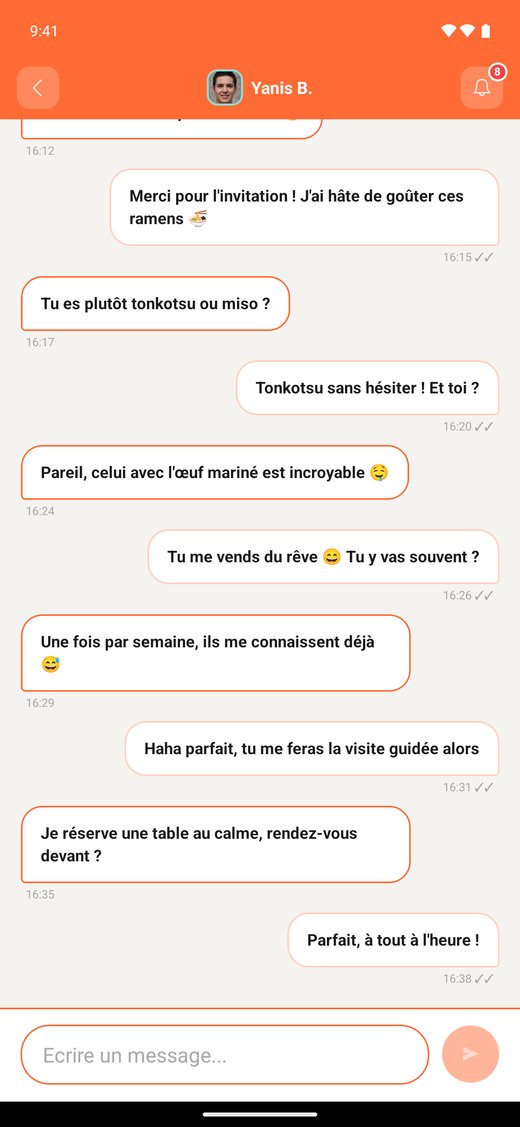 9:41
Yanis B.
8
16:12
Merci pour l'invitation ! J'ai hâte de goûter ces
ramens 🍜
16:15 ✓✓
Tu es plutôt tonkotsu ou miso ?
16:17
Tonkotsu sans hésiter ! Et toi ?
16:20 ✓✓
Pareil, celui avec l'œuf mariné est incroyable 🤤
16:24
Tu me vends du rêve 😄 Tu y vas souvent ?
16:26 ✓✓
Une fois par semaine, ils me connaissent déjà
😅
16:29
Haha parfait, tu me feras la visite guidée alors
16:31 ✓✓
Je réserve une table au calme, rendez-vous
devant ?
16:35
Parfait, à tout à l'heure !
16:38 ✓✓
Ecrire un message...